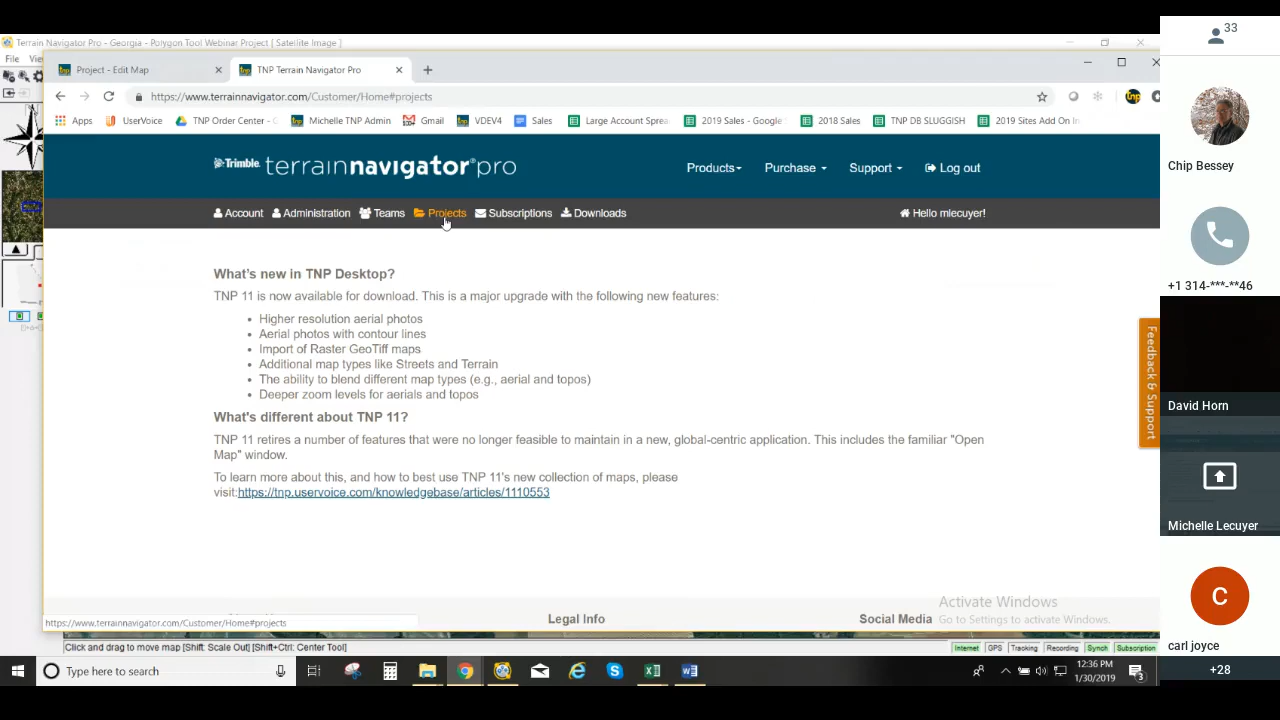 33
Terrain Navigator Pro - Georgia - Polygon Tool Webinar Project [ Satellite Image ]
File
Project - Edit Map
TNP Terrain Navigator Pro
https://www.terrainnavigator.com/Customer/Home#projects
tnp
Apps
UserVoice
TNP Order Center - C
Michelle TNP Admin
Gmail
VDEV4
Sales
Large Account Sprea
2019 Sales - Google
2018 Sales
TNP DB SLUGGISH
2019 Sites Add On In
Trimble. terrainnavigator®pro
Products
Purchase
Support
Log out
Account
Administration
Teams
Projects
Subscriptions
Downloads
Hello mlecuyer!
What's new in TNP Desktop?
TNP 11 is now available for download. This is a major upgrade with the following new features:
• Higher resolution aerial photos
• Aerial photos with contour lines
• Import of Raster GeoTiff maps
• Additional map types like Streets and Terrain
• The ability to blend different map types (e.g., aerial and topos)
• Deeper zoom levels for aerials and topos
What's different about TNP 11?
TNP 11 retires a number of features that were no longer feasible to maintain in a new, global-centric application. This includes the familiar "Open
Map" window.
To learn more about this, and how to best use TNP 11's new collection of maps, please
visit:https://tnp.uservoice.com/knowledgebase/articles/1110553
Feedback & Support
Legal Info
Social Media
Activate Windows
Go to Settings to activate Windows.
https://www.terrainnavigator.com/Customer/Home#projects
Click and drag to move map [Shift: Scale Out] [Shift+Ctrl: Center Tool]
Internet
GPS
Tracking
Recording
Synch
Subscription
Type here to search
12:36 PM
1/30/2019
3
Chip Bessey
+1 314-***-**46
David Horn
Michelle Lecuyer
C
carl joyce
+28